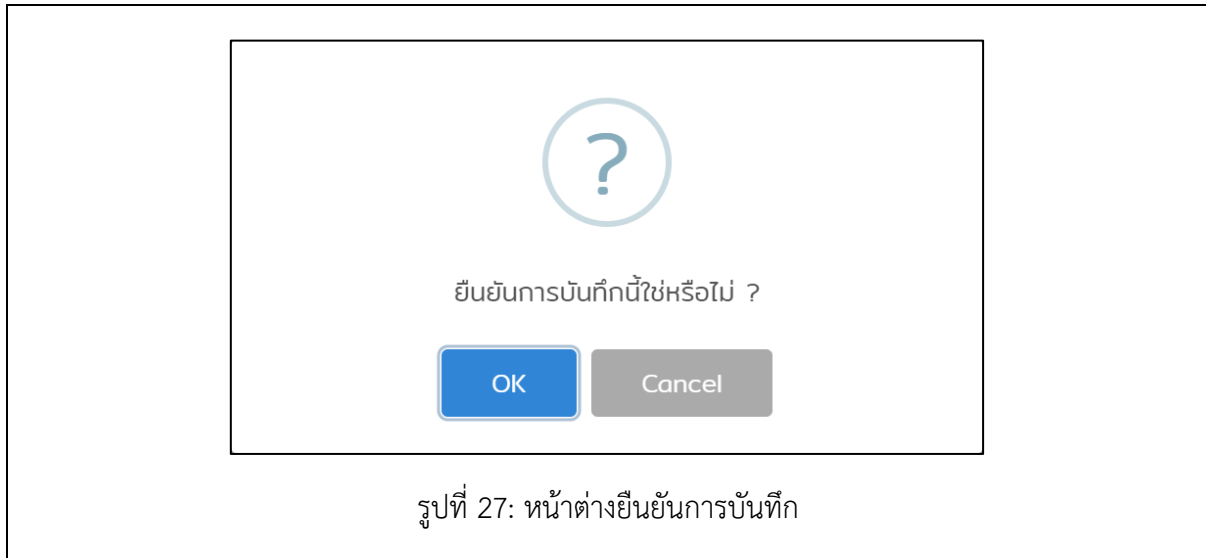 ?
ยืนยันการบันทึกนี้ใช่หรือไม่ ?
OK Cancel
รูปที่ 27: หน้าต่างยืนยันการบันทึก